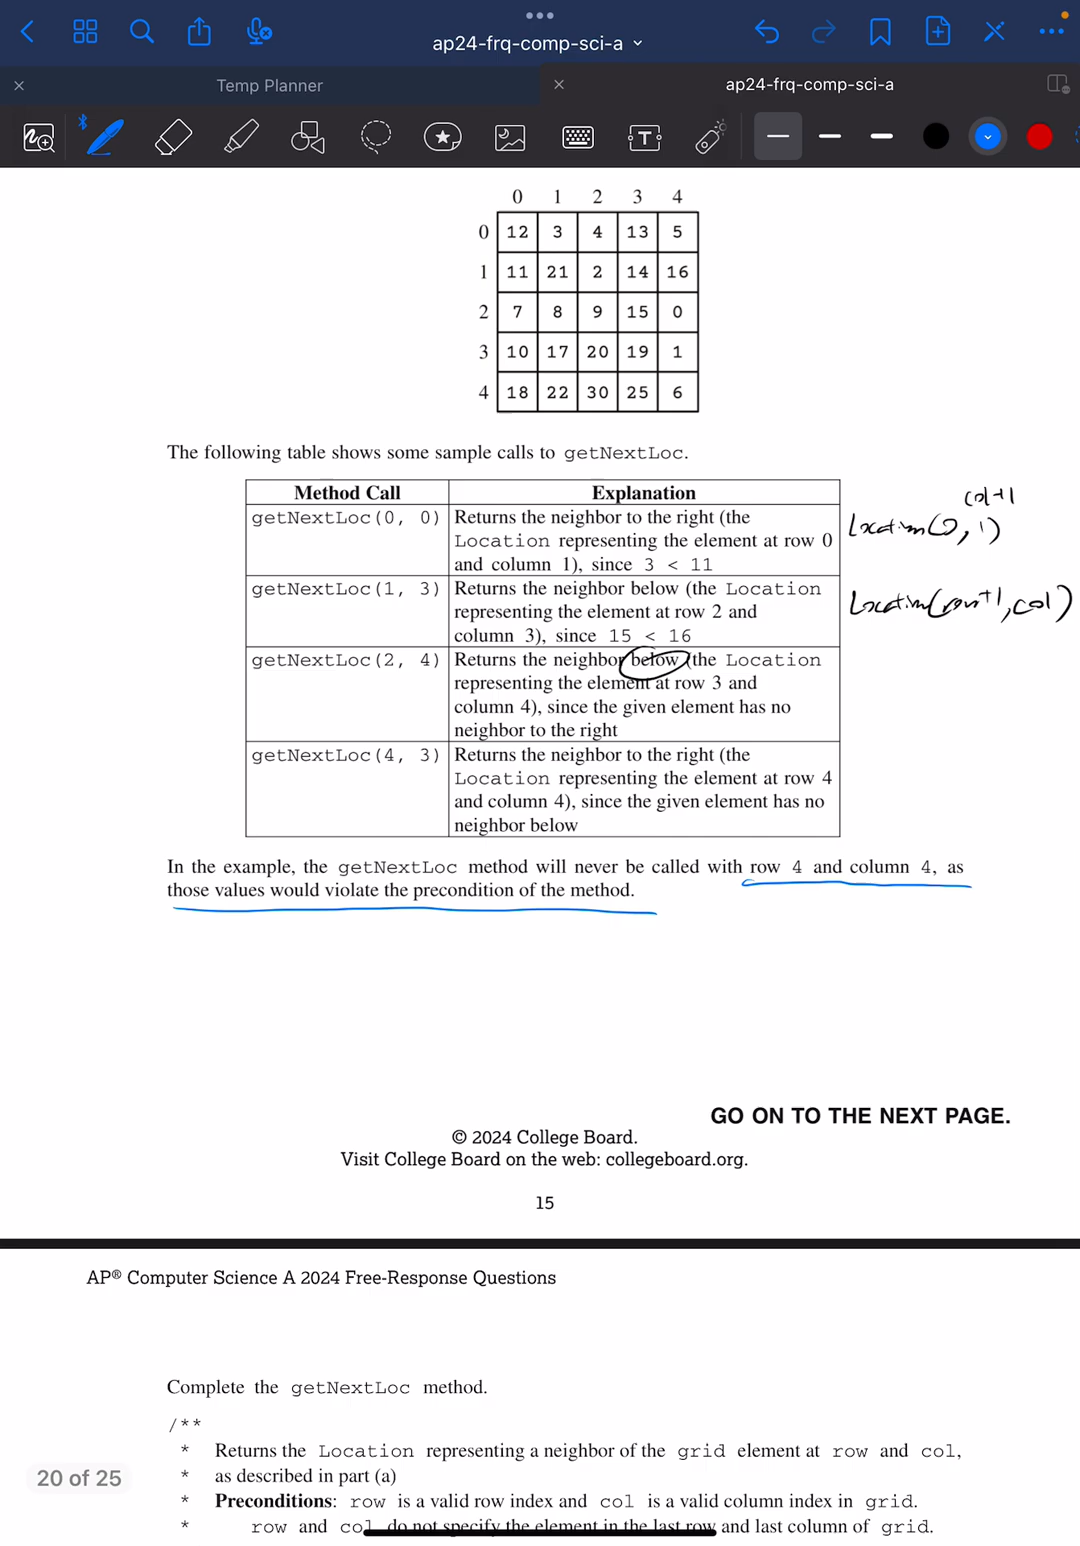 ap24-frq-comp-sci-a
Temp Planner
ap24-frq-comp-sci-a
0 1 2 3 4
0 12 3 4 13 5
1 11 21 2 14 16
2 7 8 9 15 0
3 10 17 20 19 1
4 18 22 30 25 6
The following table shows some sample calls to getNextLoc.
Method Call Explanation
getNextLoc(0, 0) Returns the neighbor to the right (the
Location representing the element at row 0
and column 1), since 3 < 11
col+1
Location(0, 1)
getNextLoc(1, 3) Returns the neighbor below (the Location
representing the element at row 2 and
column 3), since 15 < 16
Location(row+1, col)
getNextLoc(2, 4) Returns the neighbor below (the Location
representing the element at row 3 and
column 4), since the given element has no
neighbor to the right
getNextLoc(4, 3) Returns the neighbor to the right (the
Location representing the element at row 4
and column 4), since the given element has no
neighbor below
In the example, the getNextLoc method will never be called with row 4 and column 4, as
those values would violate the precondition of the method.
GO ON TO THE NEXT PAGE.
© 2024 College Board.
Visit College Board on the web: collegeboard.org.
15
AP® Computer Science A 2024 Free-Response Questions
Complete the getNextLoc method.
/**
* Returns the Location representing a neighbor of the grid element at row and col,
* as described in part (a)
* Preconditions: row is a valid row index and col is a valid column index in grid.
* row and col do not specify the element in the last row and last column of grid.
20 of 25